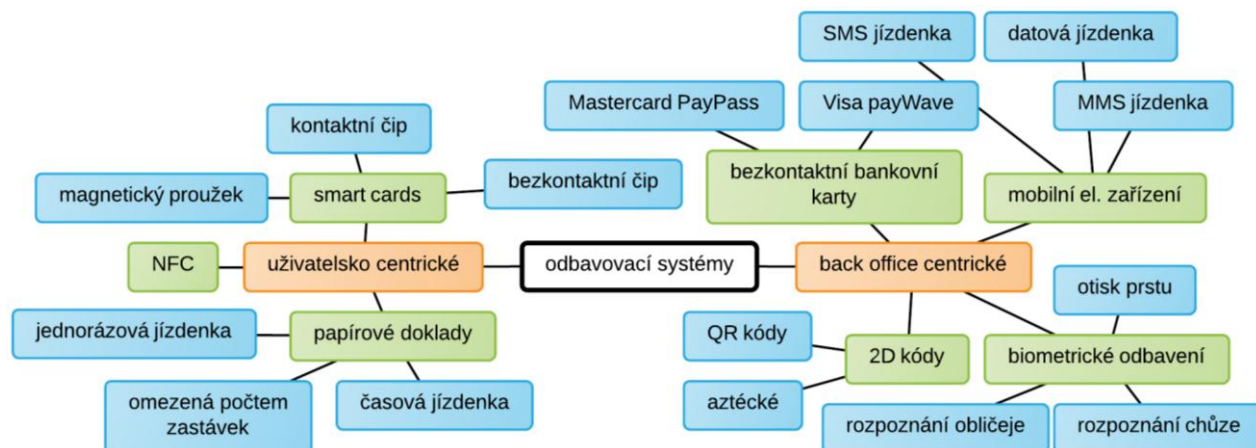 SMS jízdenka
datová jízdenka
Mastercard PayPass
Visa payWave
MMS jízdenka
kontaktní čip
bezkontaktní bankovní
karty
mobilní el. zařízení
magnetický proužek
smart cards
bezkontaktní čip
NFC
uživatelsko centrické
odbavovací systémy
back office centrické
otisk prstu
jednorázová jízdenka
papírové doklady
QR kódy
2D kódy
biometrické odbavení
omezená počtem
zastávek
časová jízdenka
aztécké
rozpoznání obličeje
rozpoznání chůze